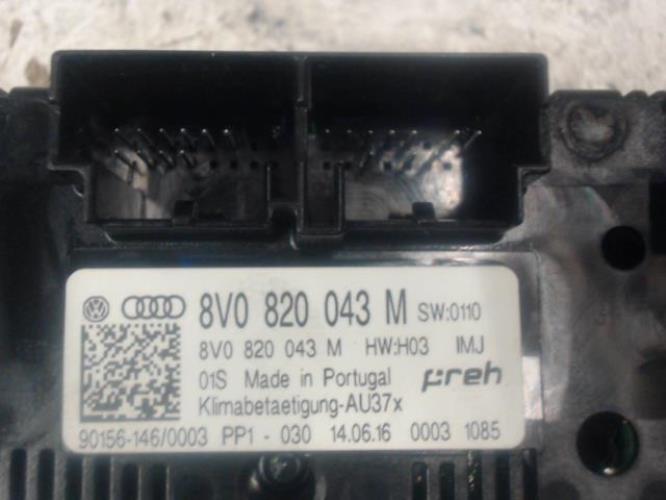 8V0 820 043 M SW:0110
8V0 820 043 M HW:H03 IMJ
01S Made in Portugal preh
Klimabetaetigung-AU37x
90156-146/0003 PP1 - 030 14.06.16 0003 1085